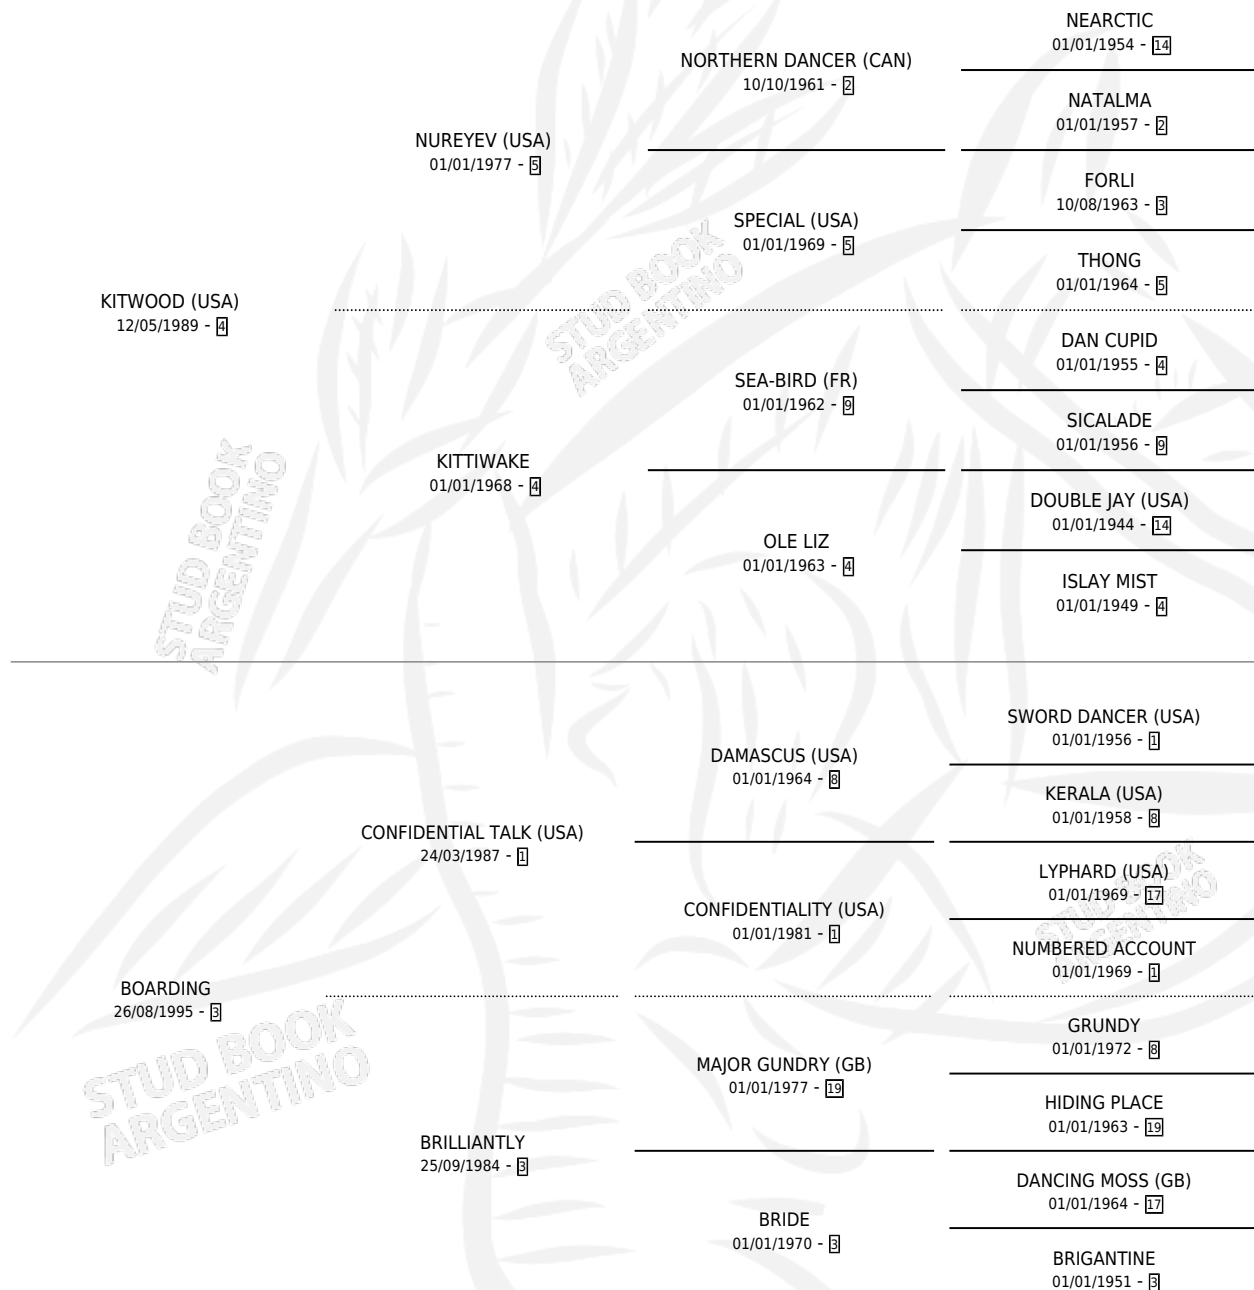 NEARCTIC
01/01/1954 - 14
NORTHERN DANCER (CAN)
10/10/1961 - 2
NATALMA
01/01/1957 - 2
NUREYEV (USA)
01/01/1977 - 5
FORLI
10/08/1963 - 3
SPECIAL (USA)
01/01/1969 - 5
THONG
01/01/1964 - 5
KITWOOD (USA)
12/05/1989 - 4
DAN CUPID
01/01/1955 - 4
SEA-BIRD (FR)
01/01/1962 - 9
SICALADE
01/01/1956 - 9
KITTIWAKE
01/01/1968 - 4
DOUBLE JAY (USA)
01/01/1944 - 14
OLE LIZ
01/01/1963 - 4
ISLAY MIST
01/01/1949 - 4
STUD BOOK
ARGENTINO
STUD BOOK
ARGENTINO
SWORD DANCER (USA)
01/01/1956 - 1
DAMASCUS (USA)
01/01/1964 - 8
KERALA (USA)
01/01/1958 - 8
CONFIDENTIAL TALK (USA)
24/03/1987 - 1
LYPHARD (USA)
01/01/1969 - 17
CONFIDENTIALITY (USA)
01/01/1981 - 1
NUMBERED ACCOUNT
01/01/1969 - 1
BOARDING
26/08/1995 - 3
GRUNDY
01/01/1972 - 8
MAJOR GUNDRY (GB)
01/01/1977 - 19
HIDING PLACE
01/01/1963 - 19
BRILLIANTLY
25/09/1984 - 3
DANCING MOSS (GB)
01/01/1964 - 17
BRIDE
01/01/1970 - 3
BRIGANTINE
01/01/1951 - 3
STUD BOOK
ARGENTINO
STUD BOOK
ARGENTINO